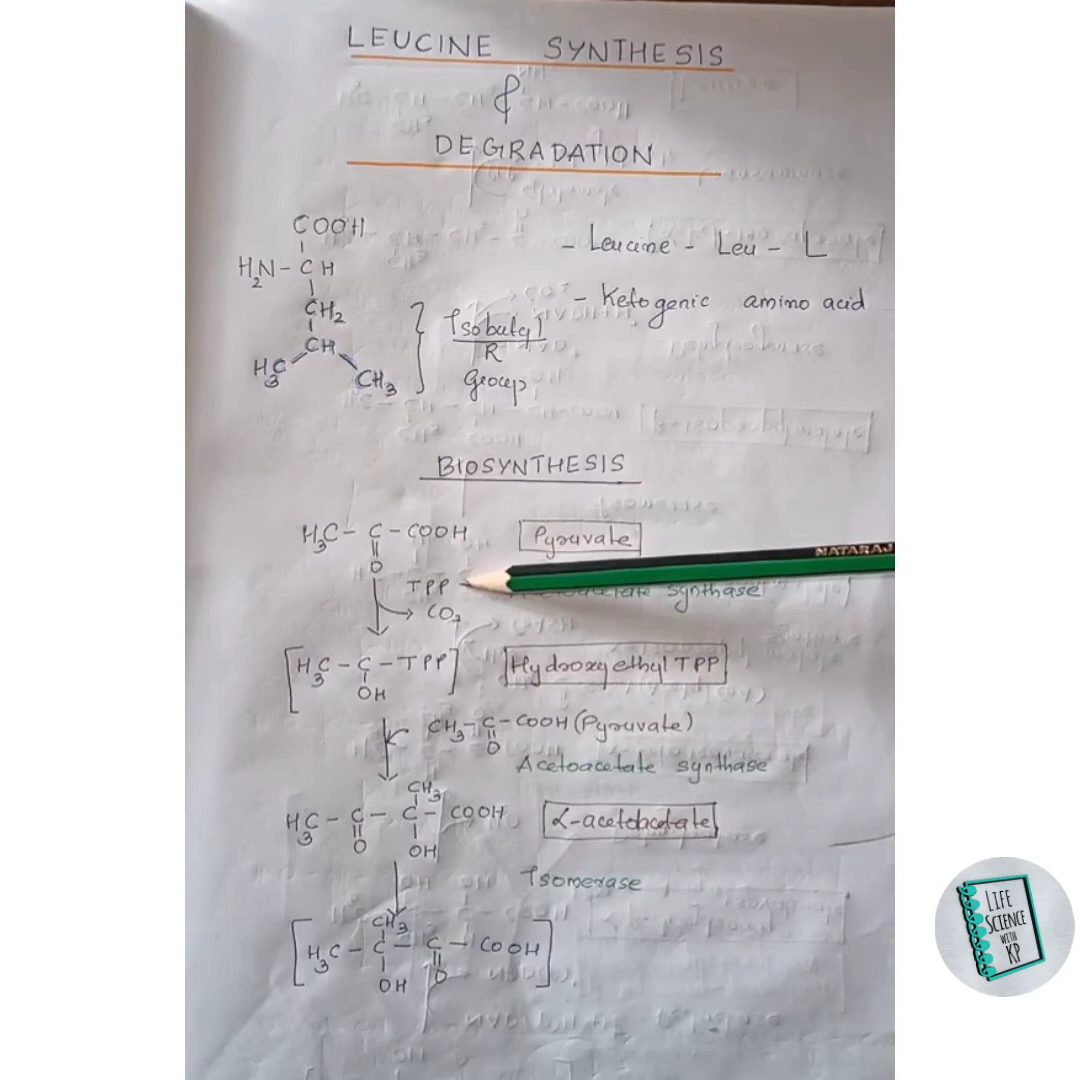 LEUCINE SYNTHESIS
&
DEGRADATION
COOH
H2N - CH
CH2
CH
H3C CH3
Isobutyl
R
Group
- Leucine - Leu - L
- Ketogenic amino acid
BIOSYNTHESIS
H3C - C - COOH Pyruvate
O
TPP synthase
CO2
NATARAJ
[H3C - C - TPP] Hydroxyethyl TPP
OH
CH3 - C - COOH (Pyruvate)
O
Acetoacetate synthase
CH3
H3C - C - C - COOH α-acetolactate
O OH
Isomerase
CH3
[H3C - C - C - COOH]
OH O
LIFE
SCIENCE
WITH
KP